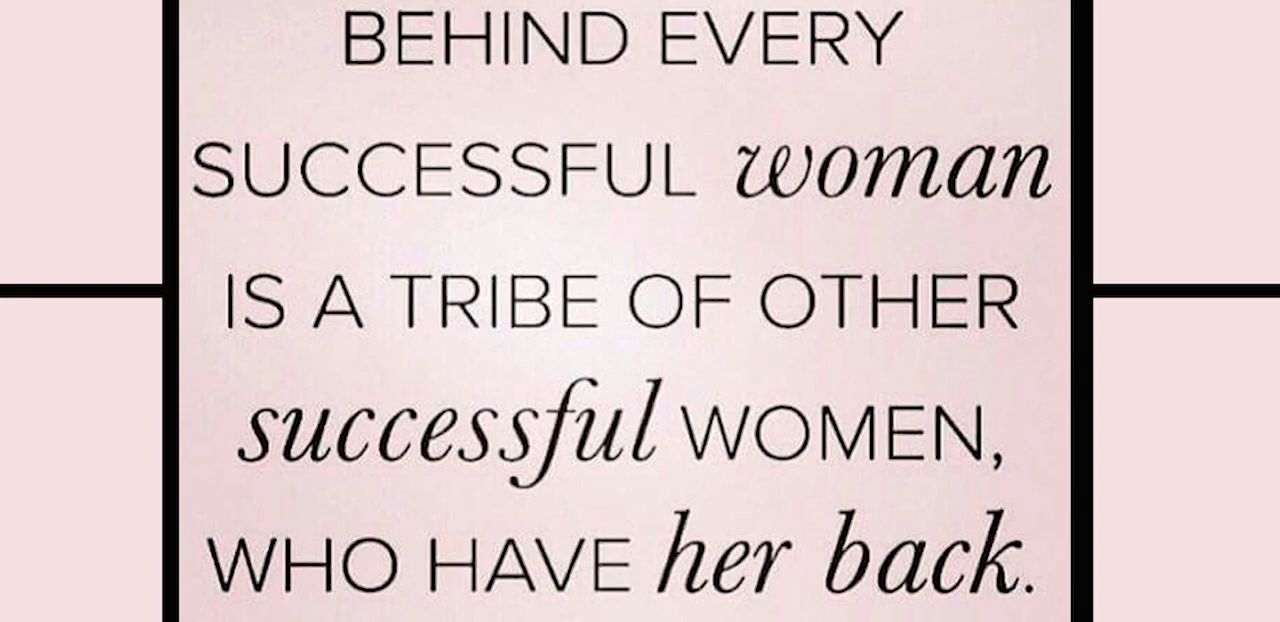 BEHIND EVERY
SUCCESSFUL woman
IS A TRIBE OF OTHER
successful WOMEN,
WHO HAVE her back.